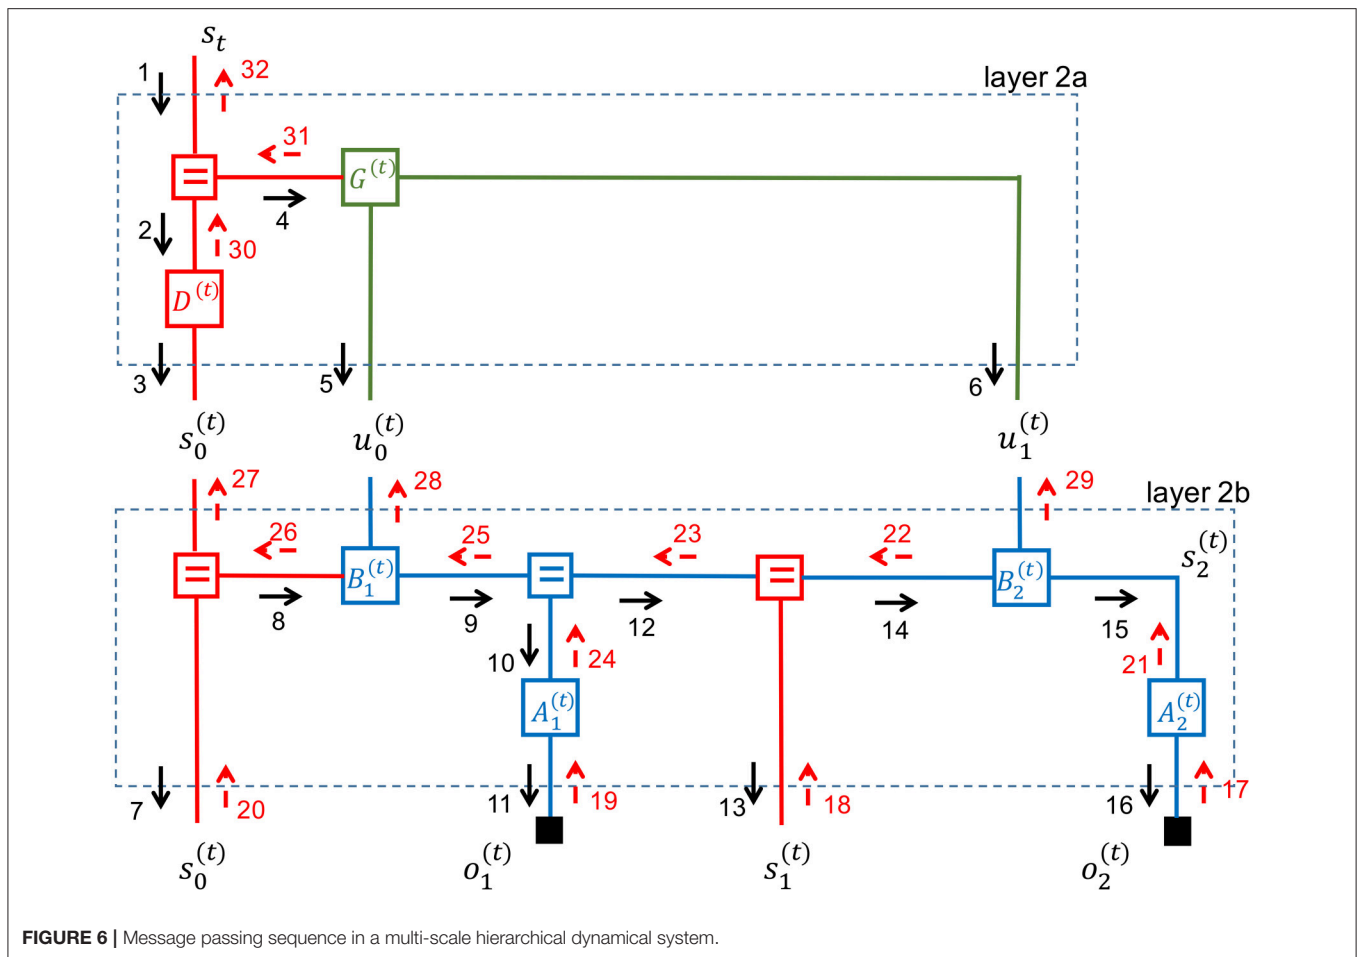 s_t
1
32
layer 2a
31
=
G^(t)
4
2
30
D^(t)
3
5
6
s_0^(t)
u_0^(t)
u_1^(t)
27
28
29
layer 2b
26
25
23
22
s_2^(t)
=
B_1^(t)
=
=
B_2^(t)
8
9
12
14
15
10
24
21
A_1^(t)
A_2^(t)
7
20
11
19
13
18
16
17
s_0^(t)
o_1^(t)
s_1^(t)
o_2^(t)
FIGURE 6 | Message passing sequence in a multi-scale hierarchical dynamical system.